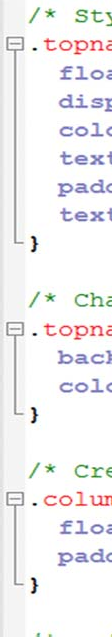 /* Sty
.topna
floa
disp
colo
text
padd
text
}
/* Cha
.topna
back
colo
}
/* Cre
.colum
floa
padd
}